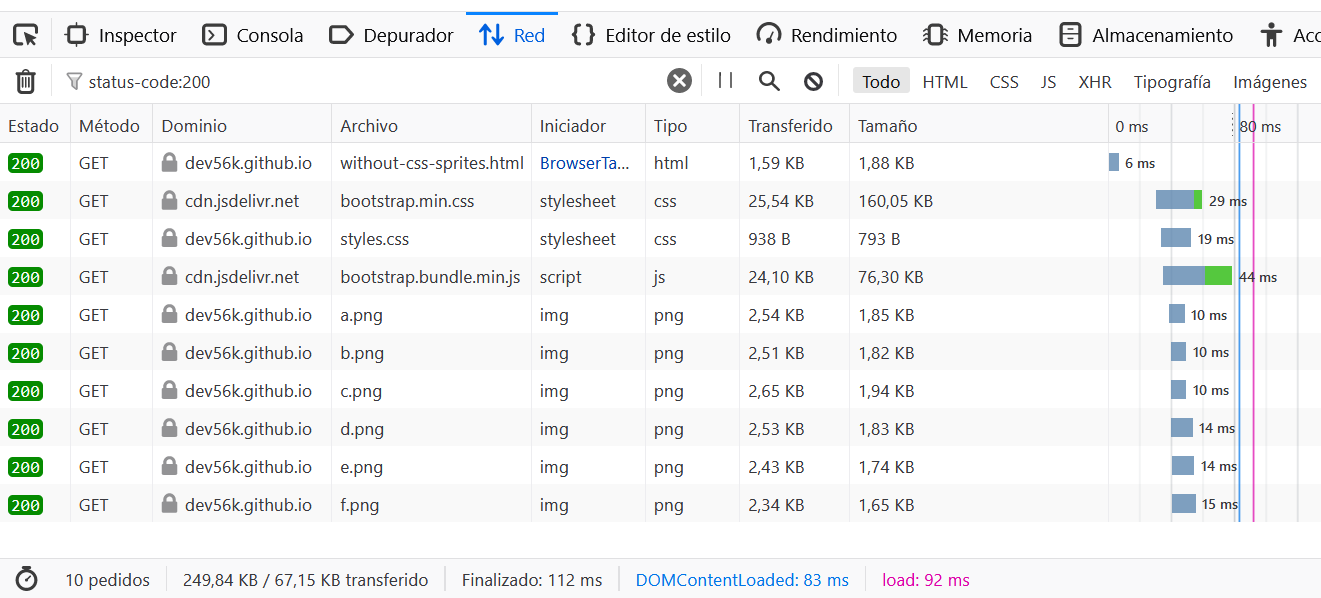 Inspector Consola Depurador Red Editor de estilo Rendimiento Memoria Almacenamiento
status-code:200 Todo HTML CSS JS XHR Tipografía Imágenes
Estado Método Dominio Archivo Iniciador Tipo Transferido Tamaño 0 ms 80 ms
200 GET dev56k.github.io without-css-sprites.html BrowserTa... html 1,59 KB 1,88 KB 6 ms
200 GET cdn.jsdelivr.net bootstrap.min.css stylesheet css 25,54 KB 160,05 KB 29 ms
200 GET dev56k.github.io styles.css stylesheet css 938 B 793 B 19 ms
200 GET cdn.jsdelivr.net bootstrap.bundle.min.js script js 24,10 KB 76,30 KB 44 ms
200 GET dev56k.github.io a.png img png 2,54 KB 1,85 KB 10 ms
200 GET dev56k.github.io b.png img png 2,51 KB 1,82 KB 10 ms
200 GET dev56k.github.io c.png img png 2,65 KB 1,94 KB 10 ms
200 GET dev56k.github.io d.png img png 2,53 KB 1,83 KB 14 ms
200 GET dev56k.github.io e.png img png 2,43 KB 1,74 KB 14 ms
200 GET dev56k.github.io f.png img png 2,34 KB 1,65 KB 15 ms
10 pedidos 249,84 KB / 67,15 KB transferido Finalizado: 112 ms DOMContentLoaded: 83 ms load: 92 ms